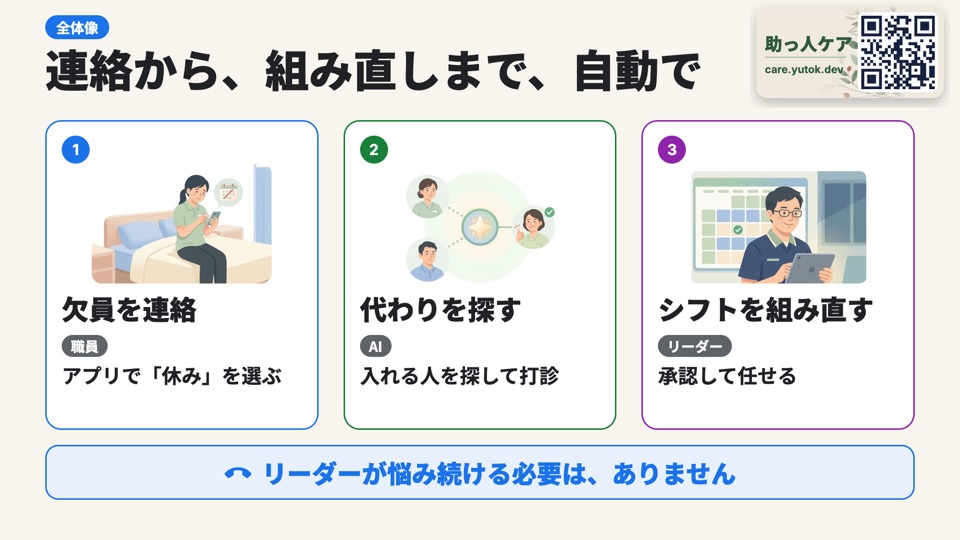 全体像
連絡から、組み直しまで、自動で
助っ人ケア
care.yutok.dev
1
欠員を連絡
職員
アプリで「休み」を選ぶ
2
代わりを探す
AI
入れる人を探して打診
3
シフトを組み直す
リーダー
承認して任せる
リーダーが悩み続ける必要は、ありません